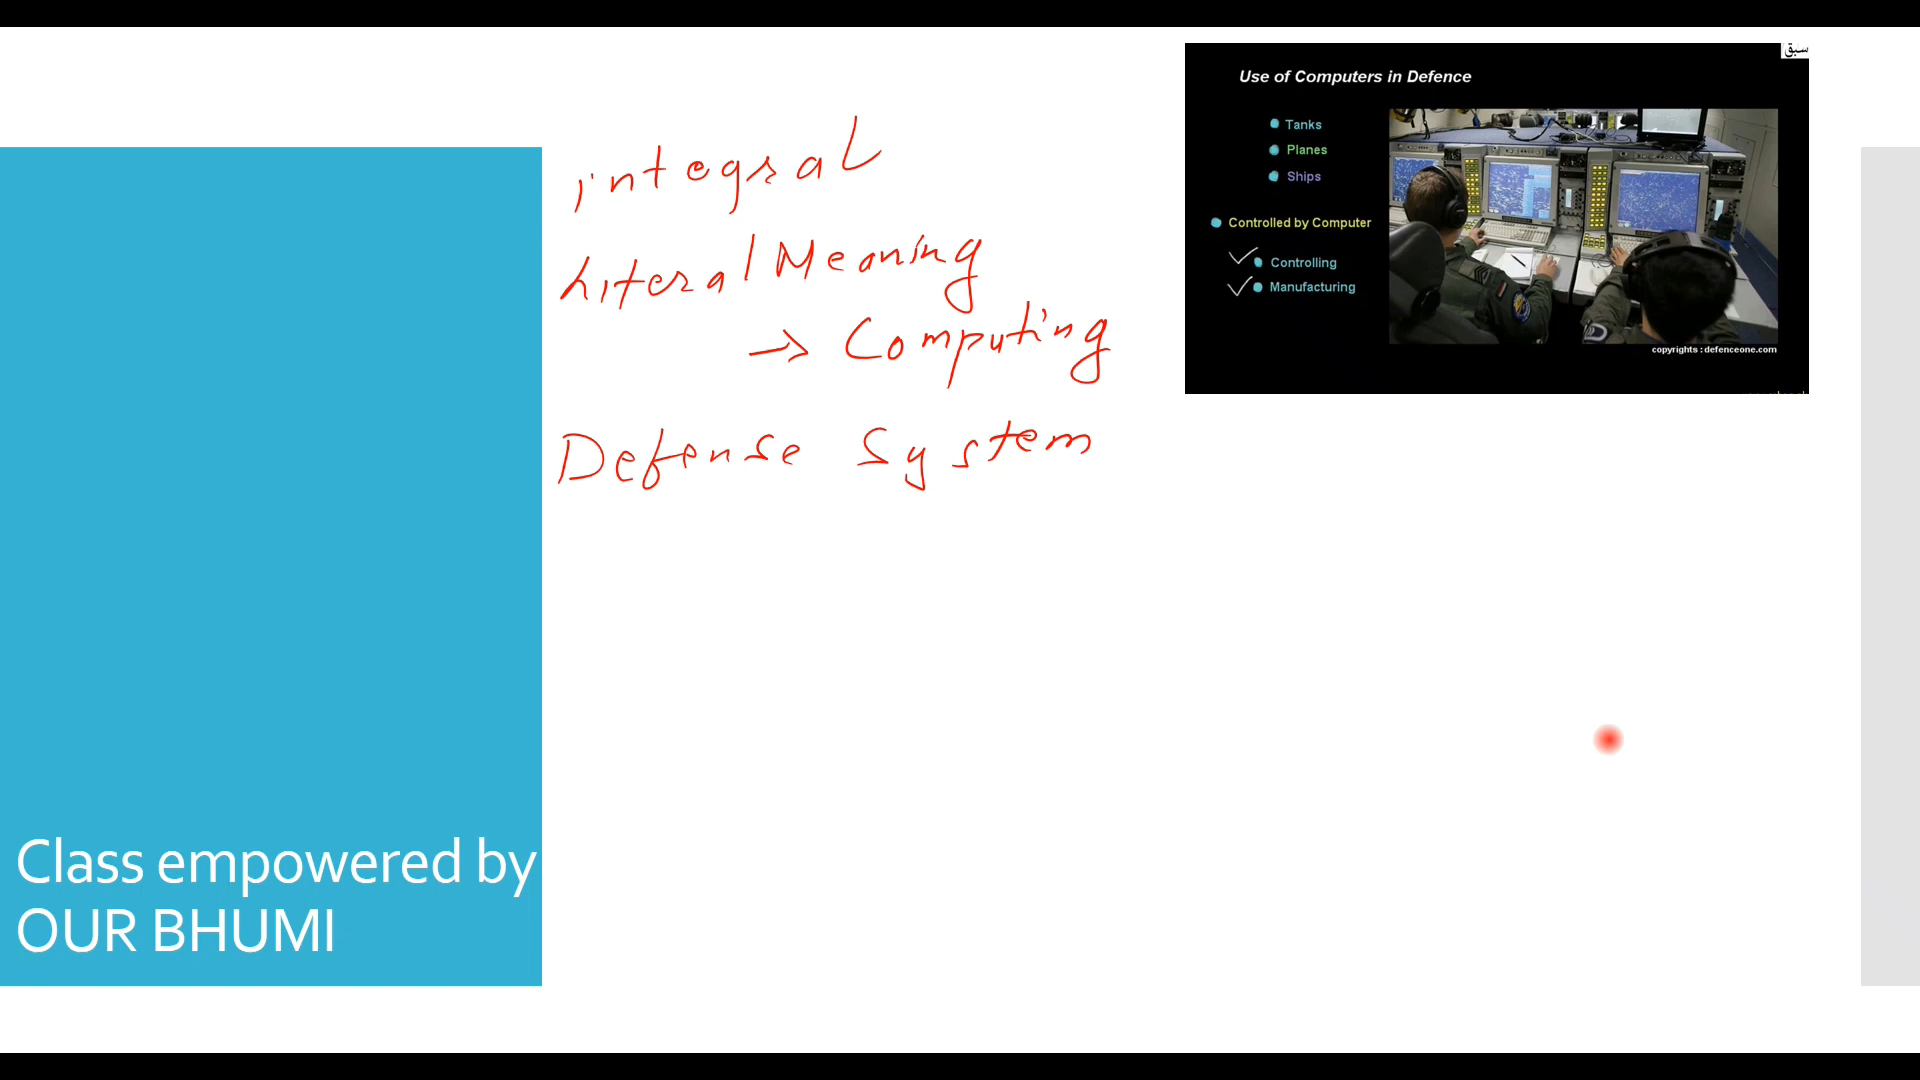 integral
Literal Meaning
→ Computing
Defense System
سبق
Use of Computers in Defence
Tanks
Planes
Ships
Controlled by Computer
Controlling
Manufacturing
copyrights : defenceone.com
Class empowered by
OUR BHUMI